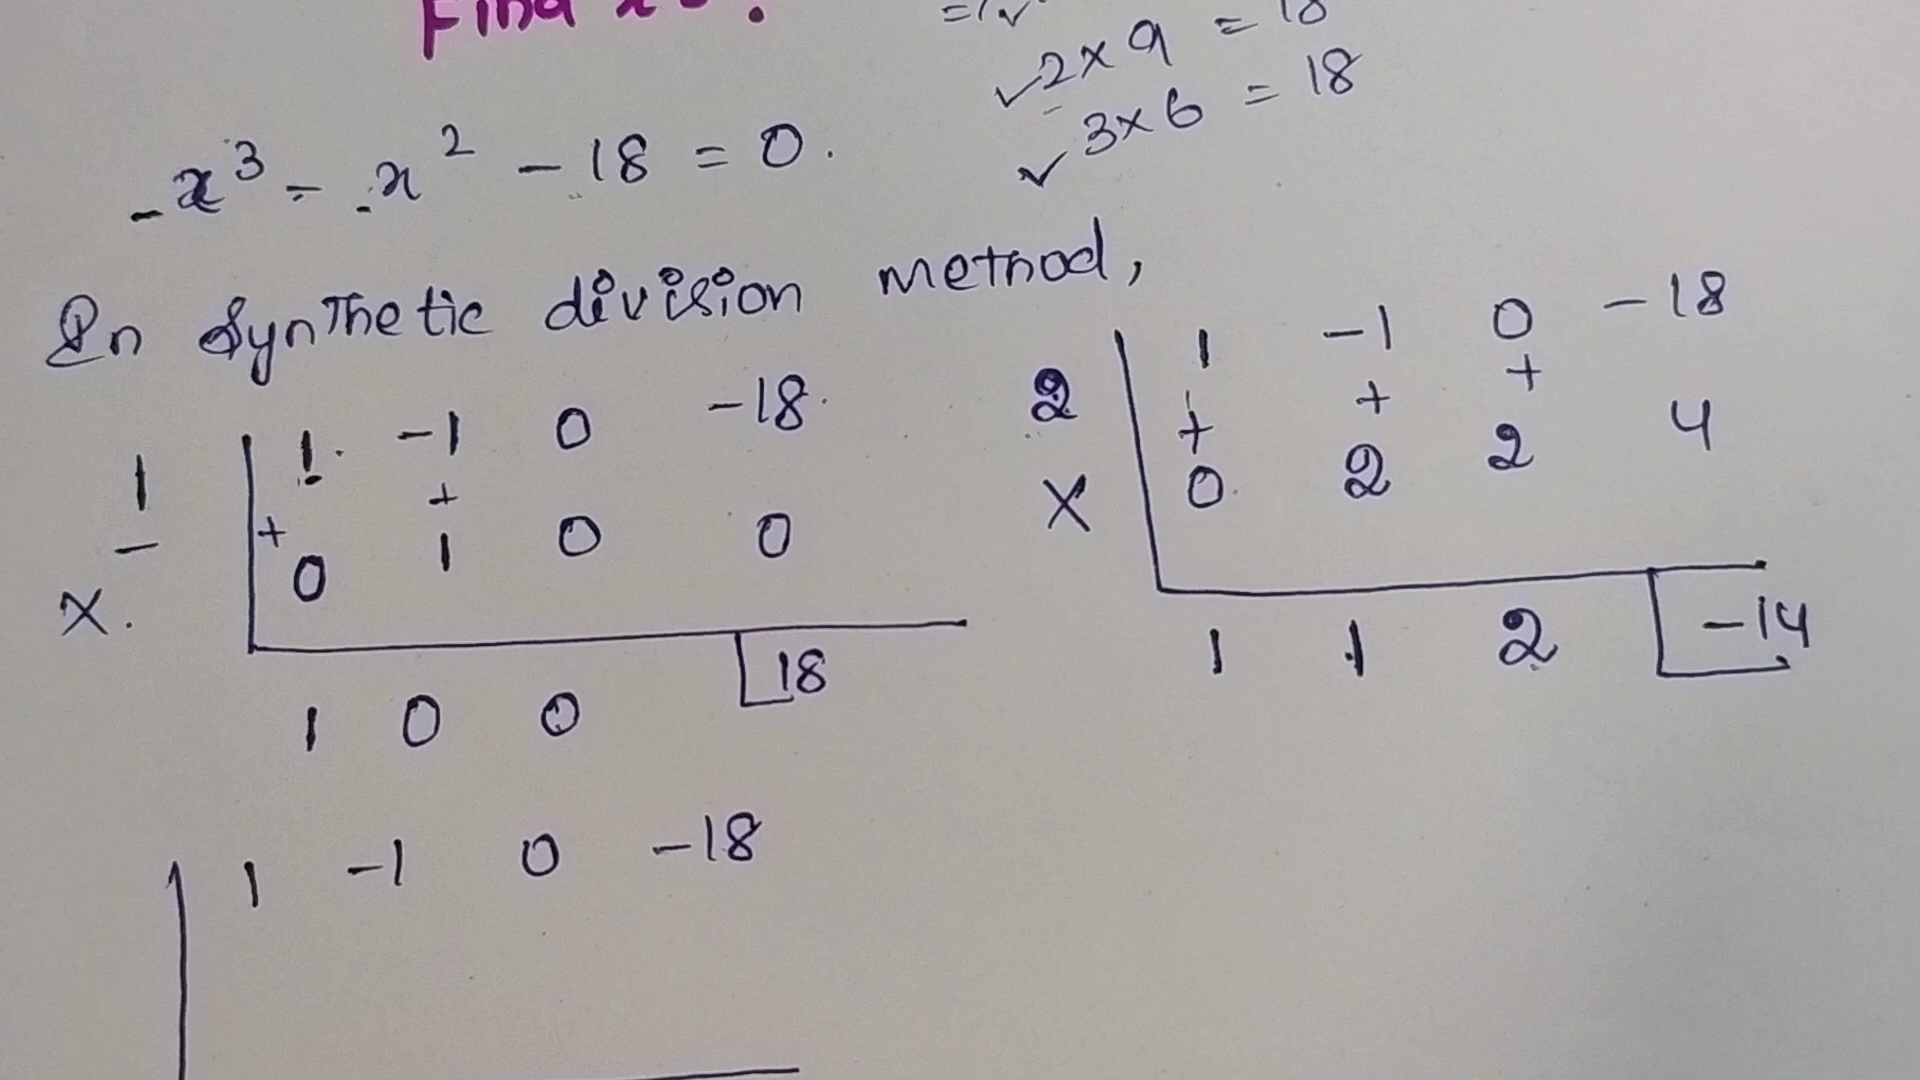 Find
2 × 9 = 18
3 × 6 = 18
x³ - x² - 18 = 0.
In Synthetic division method,
1 | 1 -1 0 -18
+ +
0 1 0 0
X.
1 0 0 18
2 | 1 -1 0 -18
+ + +
X 0 2 2 4
1 1 2 -14
1 -1 0 -18